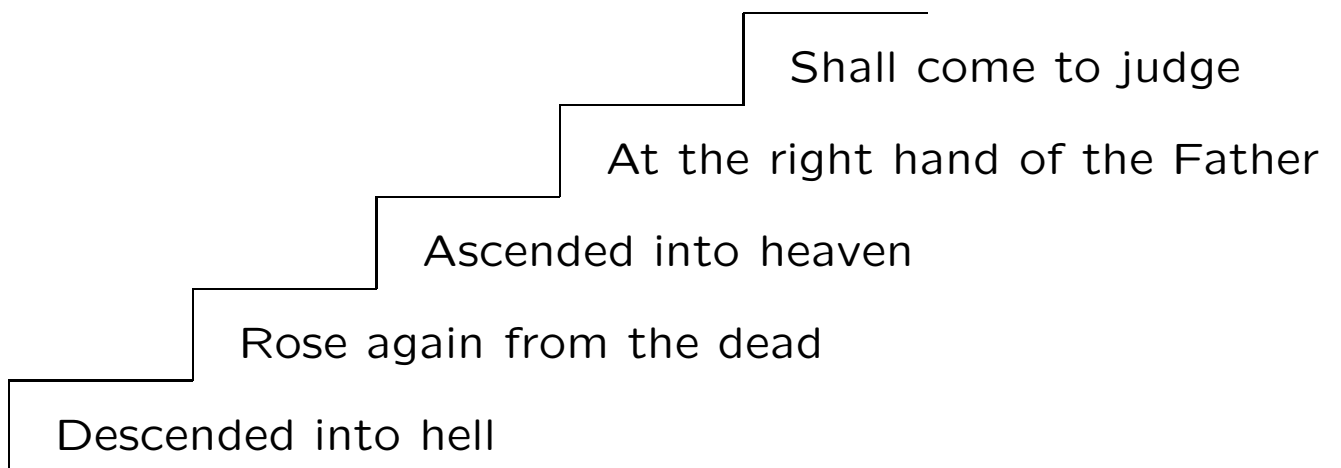 Shall come to judge
At the right hand of the Father
Ascended into heaven
Rose again from the dead
Descended into hell